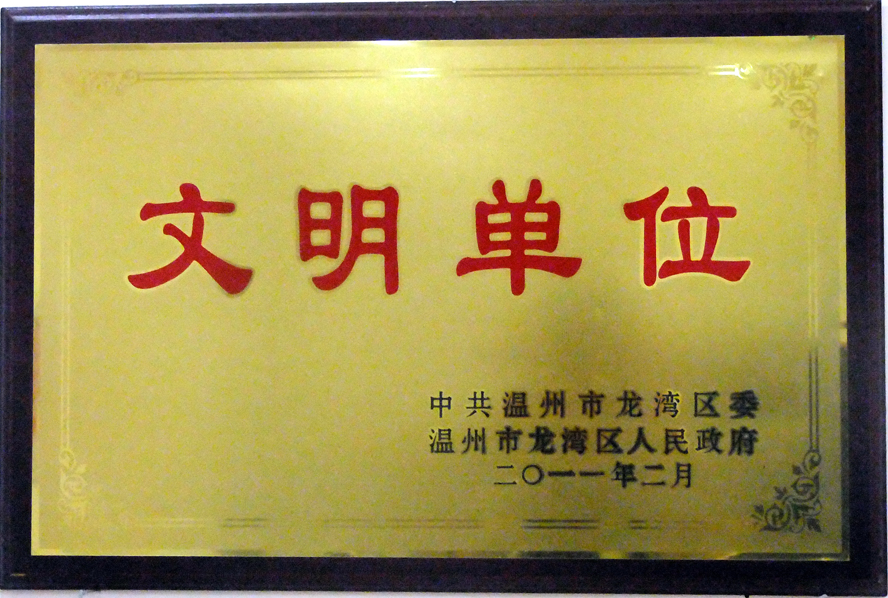 文明单位
中共温州市龙湾区委
温州市龙湾区人民政府
二〇一一年二月